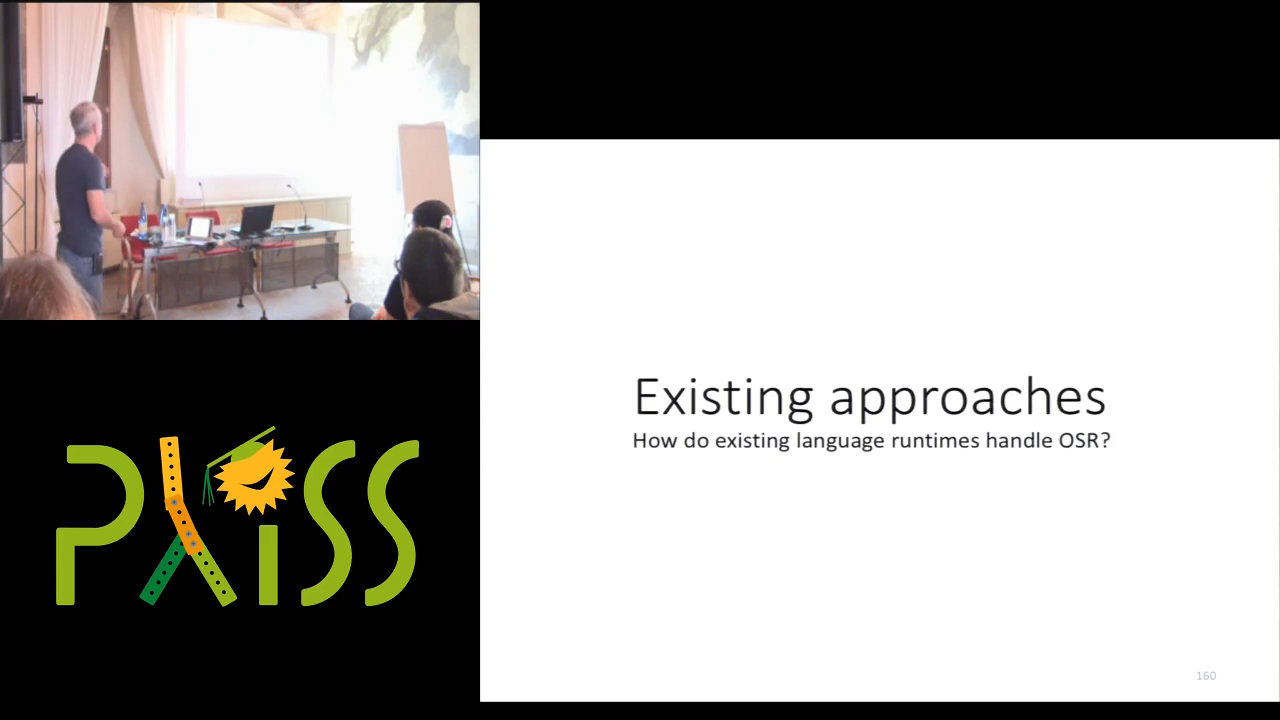 Existing approaches
How do existing language runtimes handle OSR?
160
PLISS